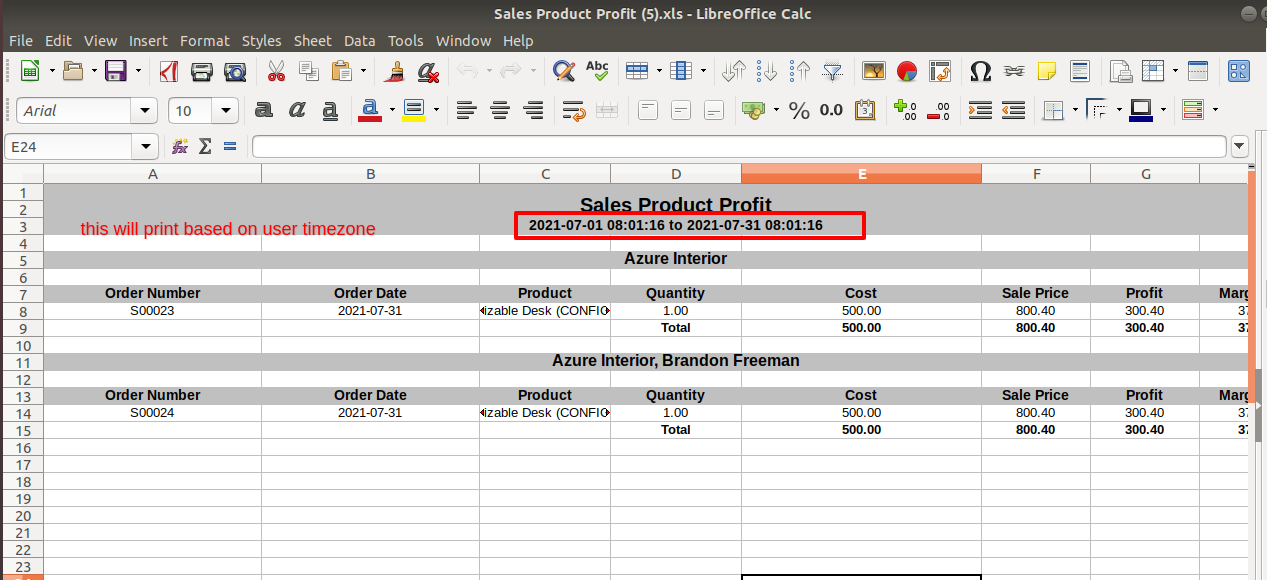 Sales Product Profit (5).xls - LibreOffice Calc
File Edit View Insert Format Styles Sheet Data Tools Window Help
Arial 10
E24
A B C D E F G
1
2 Sales Product Profit
3 this will print based on user timezone 2021-07-01 08:01:16 to 2021-07-31 08:01:16
4
5 Azure Interior
6
7 Order Number Order Date Product Quantity Cost Sale Price Profit Marg
8 S00023 2021-07-31 izable Desk (CONFIG 1.00 500.00 800.40 300.40 37
9 Total 500.00 800.40 300.40 37
10
11 Azure Interior, Brandon Freeman
12
13 Order Number Order Date Product Quantity Cost Sale Price Profit Marg
14 S00024 2021-07-31 izable Desk (CONFIG 1.00 500.00 800.40 300.40 37
15 Total 500.00 800.40 300.40 37
16
17
18
19
20
21
22
23